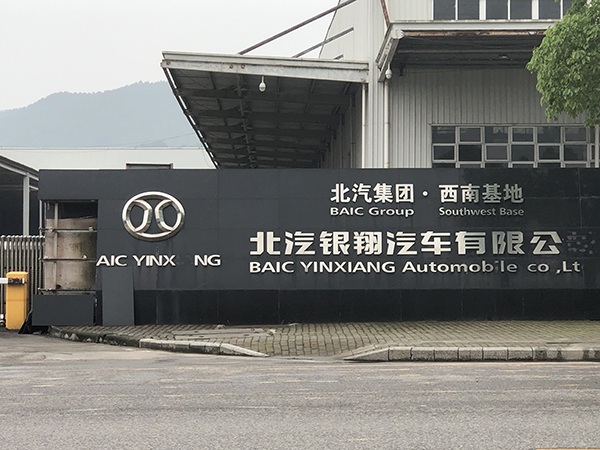 北汽集团·西南基地
BAIC Group Southwest Base
AIC YINX NG
北汽银翔汽车有限公
BAIC YINXIANG Automobile co ,Lt